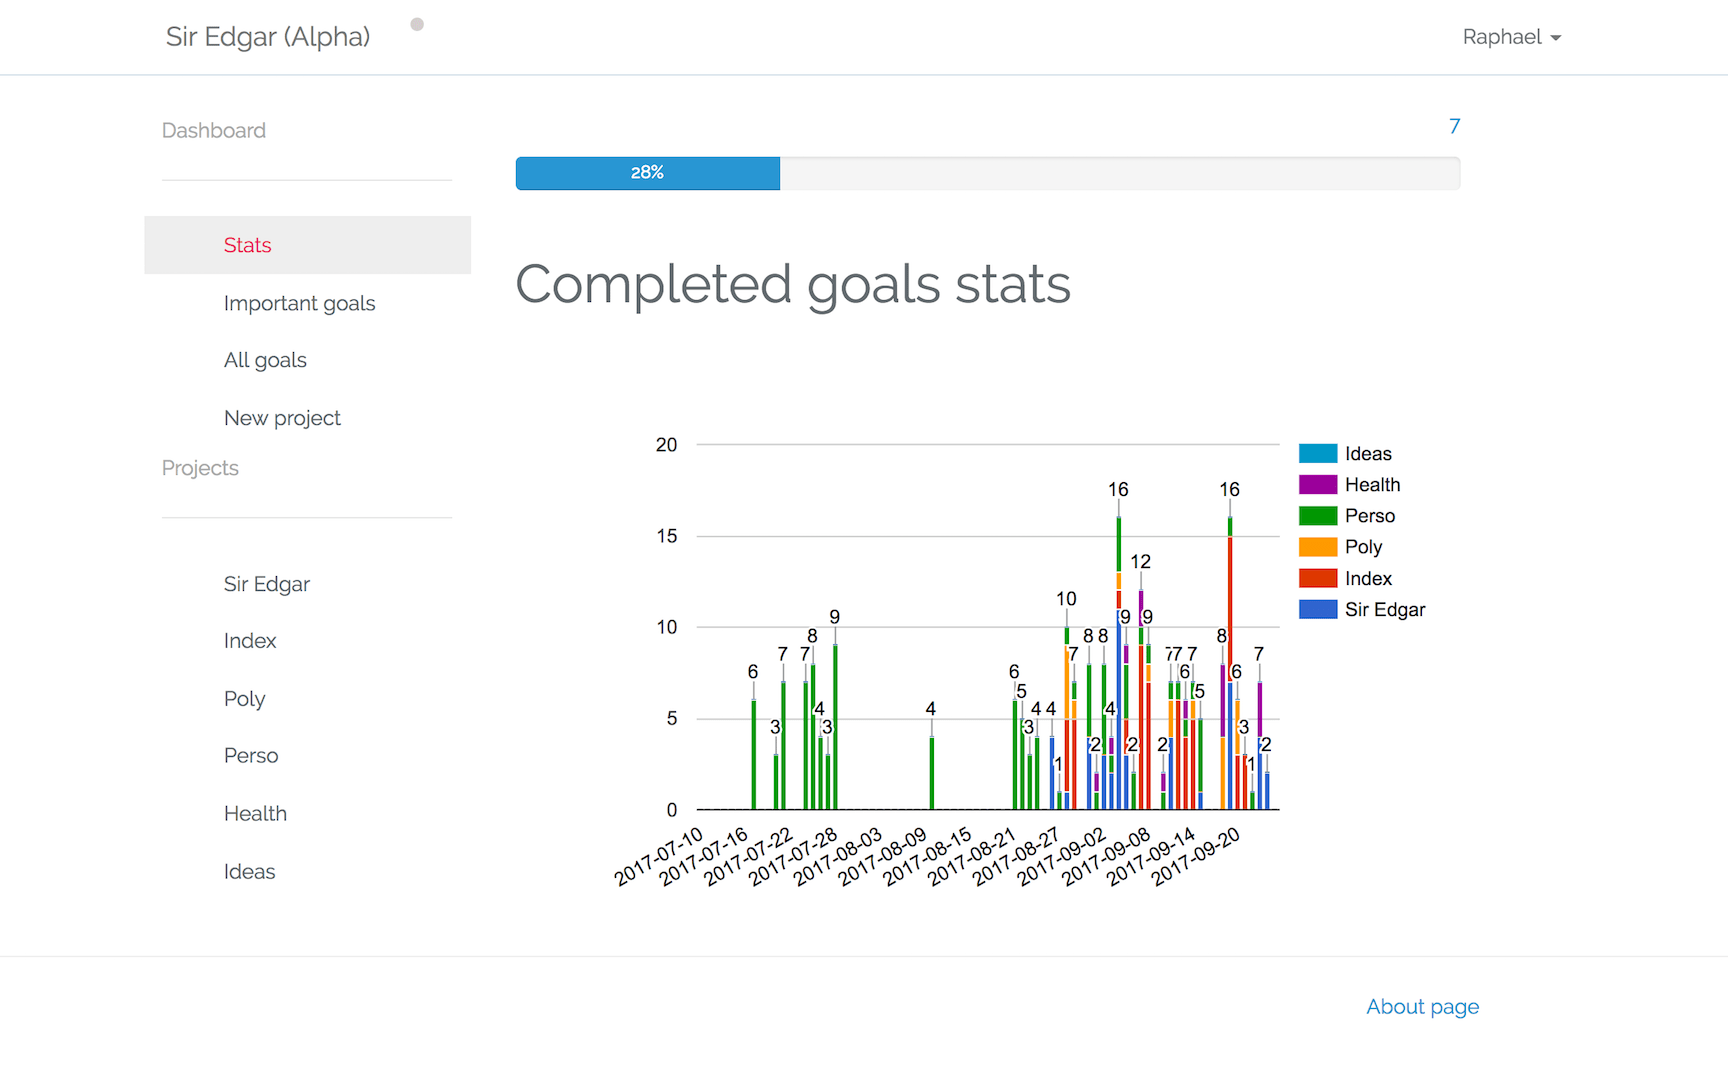 Sir Edgar (Alpha)
Raphael
Dashboard
7
28%
Stats
Important goals
All goals
New project
Projects
Sir Edgar
Index
Poly
Perso
Health
Ideas
Completed goals stats
20
15
10
5
0
6
3
7
7
8
4
3
9
4
6
5
3
4
4
1
10
7
8
2
8
4
16
9
2
12
9
2
7
7
6
7
5
8
16
6
3
1
7
2
2017-07-10
2017-07-16
2017-07-22
2017-07-28
2017-08-03
2017-08-09
2017-08-15
2017-08-21
2017-08-27
2017-09-02
2017-09-08
2017-09-14
2017-09-20
Ideas
Health
Perso
Poly
Index
Sir Edgar
About page